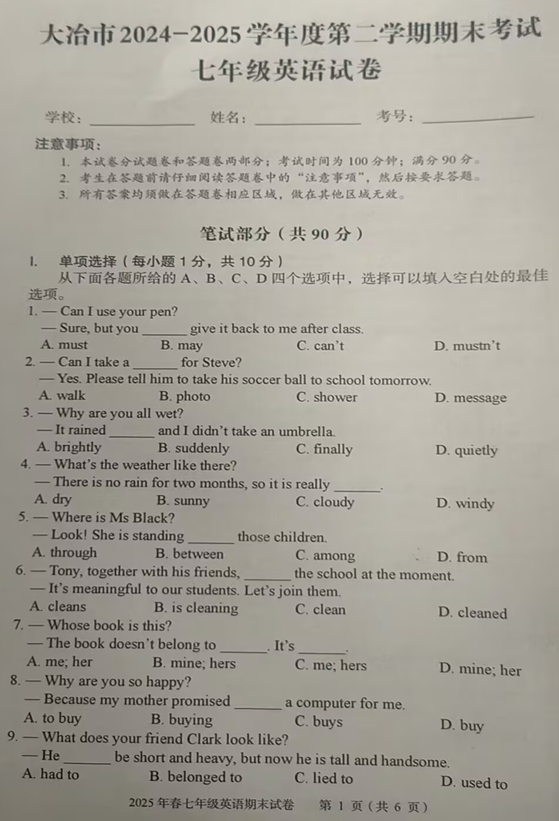 大冶市2024-2025学年度第二学期期末考试
七年级英语试卷
学校：____________ 姓名：____________ 考号：____________
注意事项：
1. 本试卷分试题卷和答题卷两部分；考试时间为100分钟；满分90分。
2. 考生在答题前请仔细阅读答题卷中的“注意事项”，然后按要求答题。
3. 所有答案均须做在答题卷相应区域，做在其他区域无效。
笔试部分（共90分）
I. 单项选择（每小题1分，共10分）
从下面各题所给的A、B、C、D四个选项中，选择可以填入空白处的最佳
选项。
1. — Can I use your pen?
— Sure, but you ______ give it back to me after class.
A. must B. may C. can't D. mustn't
2. — Can I take a ______ for Steve?
— Yes. Please tell him to take his soccer ball to school tomorrow.
A. walk B. photo C. shower D. message
3. — Why are you all wet?
— It rained ______ and I didn't take an umbrella.
A. brightly B. suddenly C. finally D. quietly
4. — What's the weather like there?
— There is no rain for two months, so it is really ______.
A. dry B. sunny C. cloudy D. windy
5. — Where is Ms Black?
— Look! She is standing ______ those children.
A. through B. between C. among D. from
6. — Tony, together with his friends, ______ the school at the moment.
— It's meaningful to our students. Let's join them.
A. cleans B. is cleaning C. clean D. cleaned
7. — Whose book is this?
— The book doesn't belong to ______. It's ______.
A. me; her B. mine; hers C. me; hers D. mine; her
8. — Why are you so happy?
— Because my mother promised ______ a computer for me.
A. to buy B. buying C. buys D. buy
9. — What does your friend Clark look like?
— He ______ be short and heavy, but now he is tall and handsome.
A. had to B. belonged to C. lied to D. used to
2025年春七年级英语期末试卷 第 1 页（共 6 页）